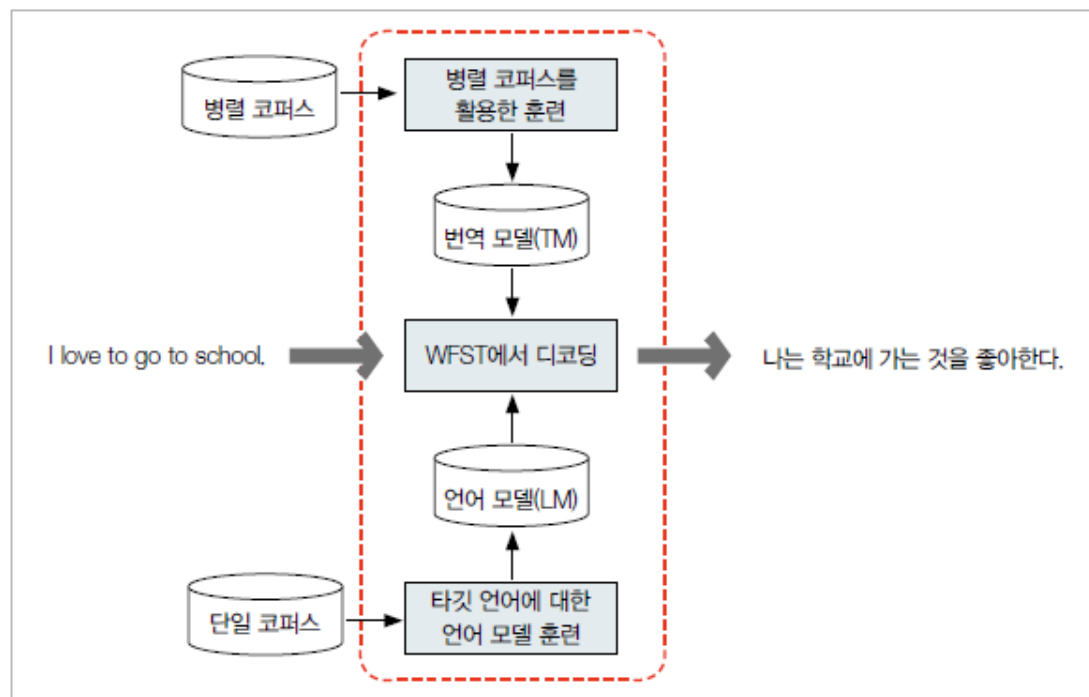 병렬 코퍼스
병렬 코퍼스를
활용한 훈련
번역 모델(TM)
I love to go to school.
WFST에서 디코딩
나는 학교에 가는 것을 좋아한다.
언어 모델(LM)
단일 코퍼스
타깃 언어에 대한
언어 모델 훈련